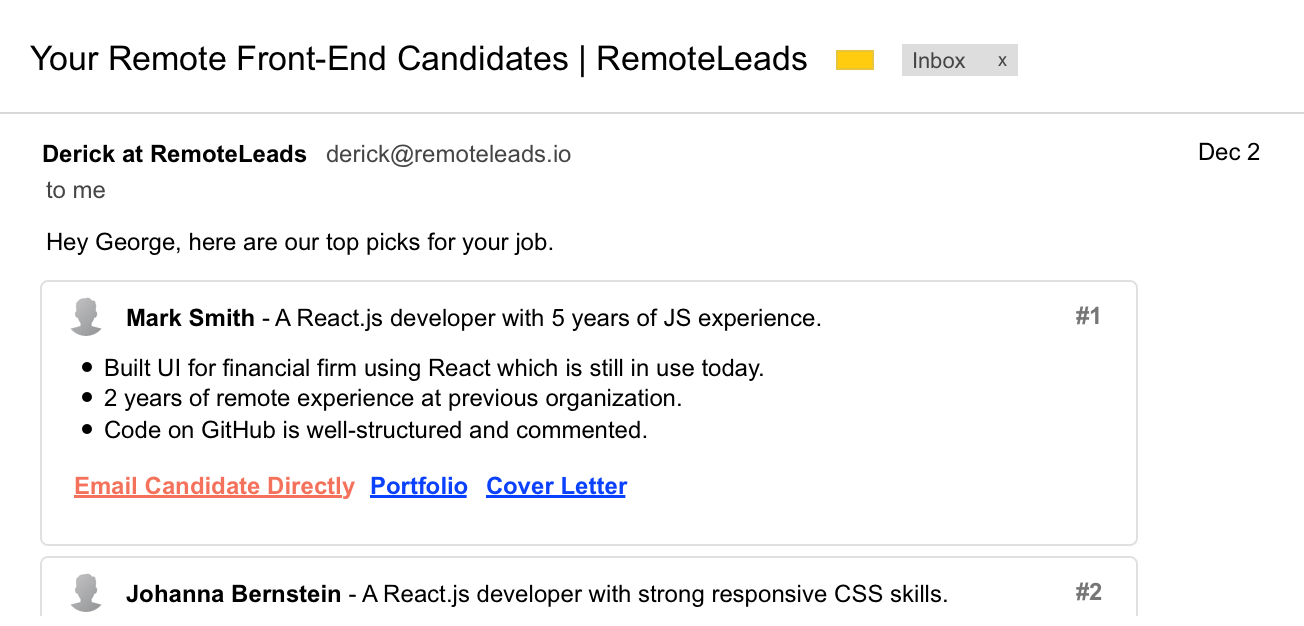 Your Remote Front-End Candidates | RemoteLeads Inbox x
Derick at RemoteLeads derick@remoteleads.io Dec 2
to me
Hey George, here are our top picks for your job.
Mark Smith - A React.js developer with 5 years of JS experience. #1
• Built UI for financial firm using React which is still in use today.
• 2 years of remote experience at previous organization.
• Code on GitHub is well-structured and commented.
Email Candidate Directly Portfolio Cover Letter
Johanna Bernstein - A React.js developer with strong responsive CSS skills. #2